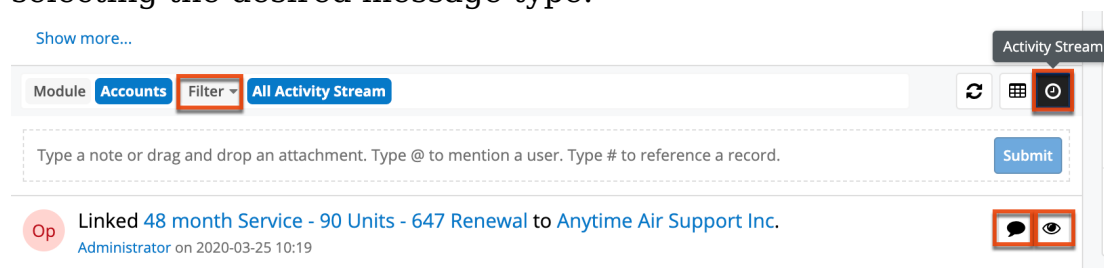 selecting the desired message type.
Show more...
Activity Stream
Module Accounts Filter All Activity Stream
Type a note or drag and drop an attachment. Type @ to mention a user. Type # to reference a record.
Submit
Op
Linked 48 month Service - 90 Units - 647 Renewal to Anytime Air Support Inc.
Administrator on 2020-03-25 10:19